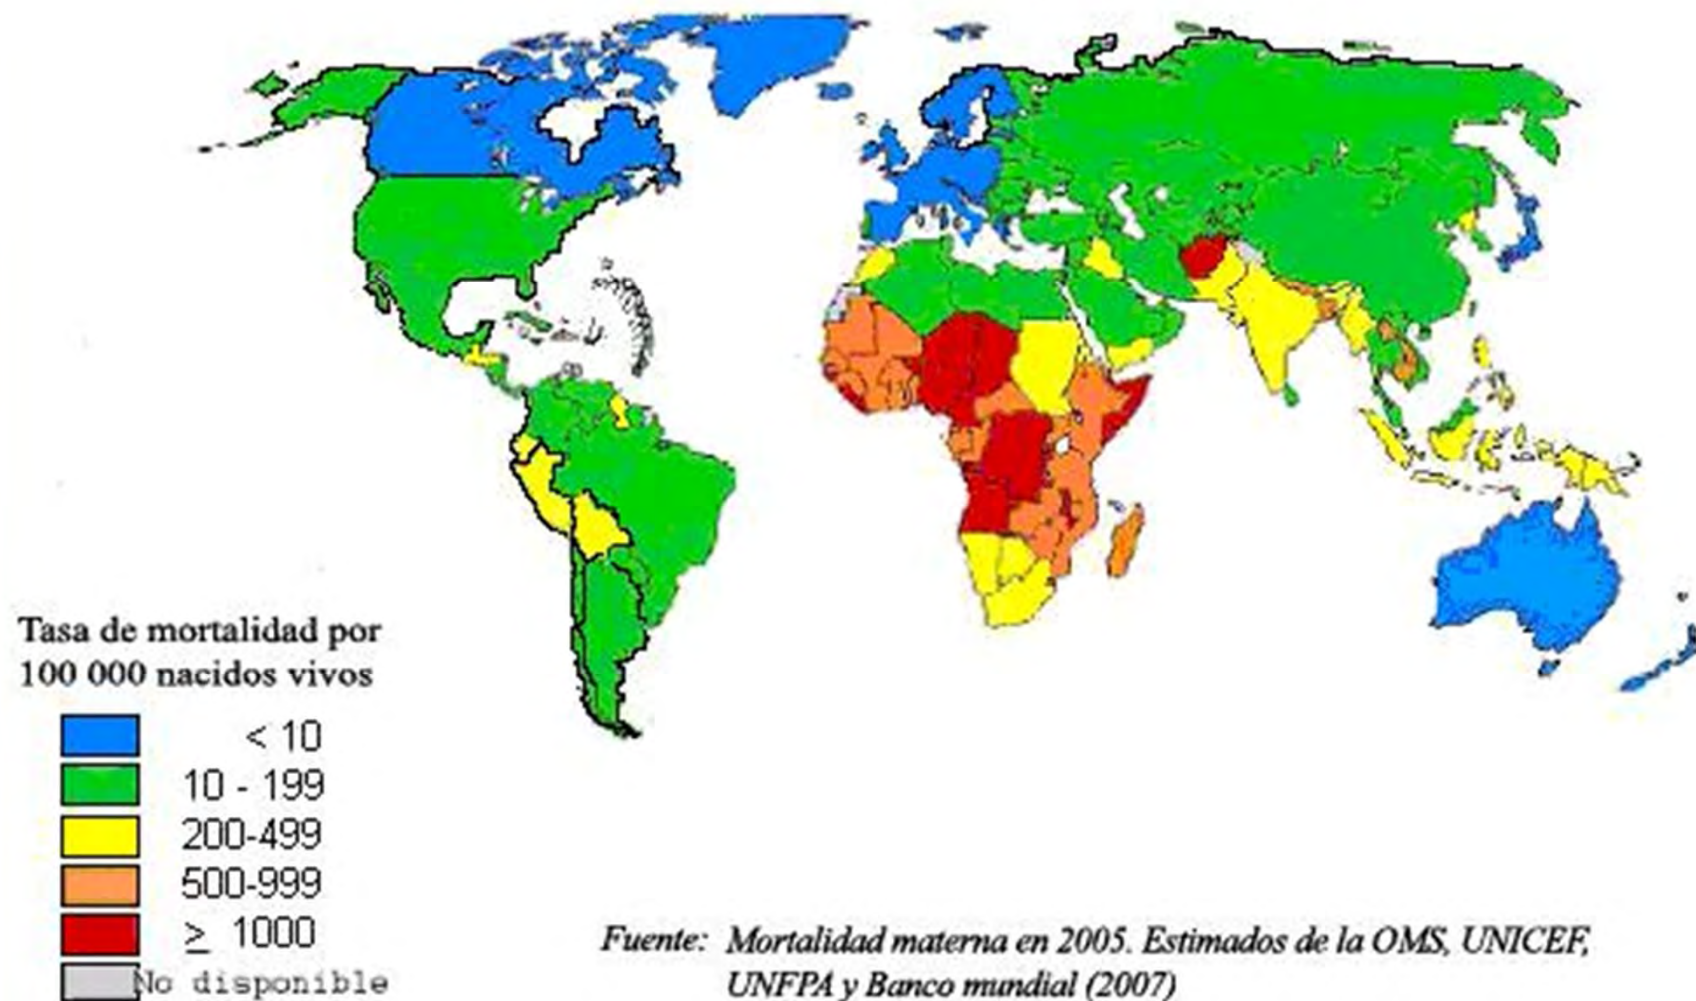 Tasa de mortalidad por
100 000 nacidos vivos
< 10
10 - 199
200-499
500-999
≥ 1000
No disponible
Fuente: Mortalidad materna en 2005. Estimados de la OMS, UNICEF,
UNFPA y Banco mundial (2007)